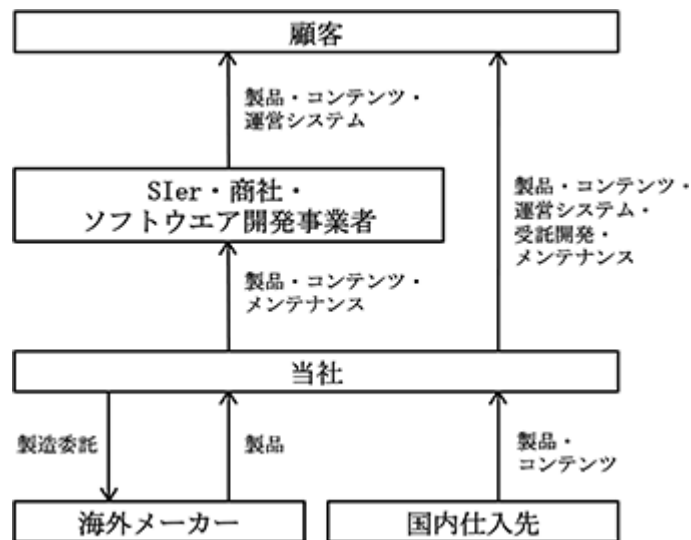 顧客
製品・コンテンツ・
運営システム
SIer・商社・
ソフトウエア開発事業者
製品・コンテンツ・
運営システム・
受託開発・
メンテナンス
製品・コンテンツ・
メンテナンス
当社
製造委託
製品
製品・
コンテンツ
海外メーカー
国内仕入先